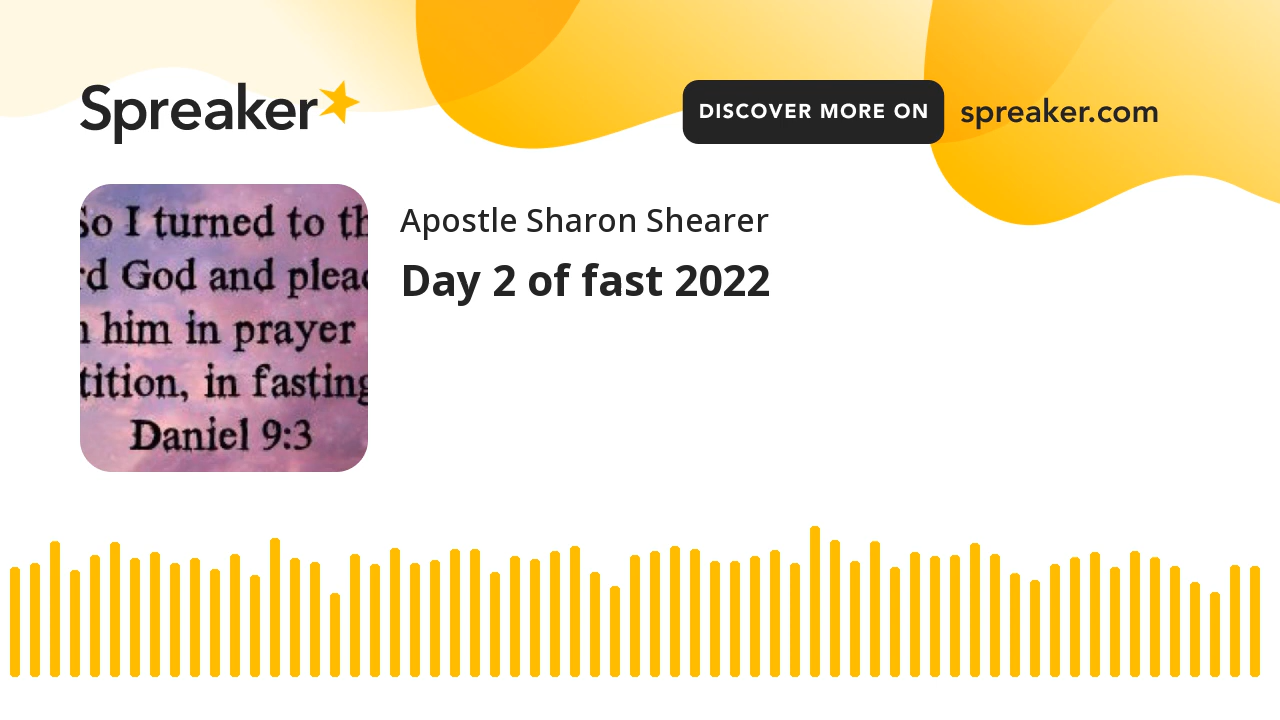 Spreaker
DISCOVER MORE ON spreaker.com
So I turned to th
rd God and plead
him in prayer
tition, in fasting
Daniel 9:3
Apostle Sharon Shearer
Day 2 of fast 2022